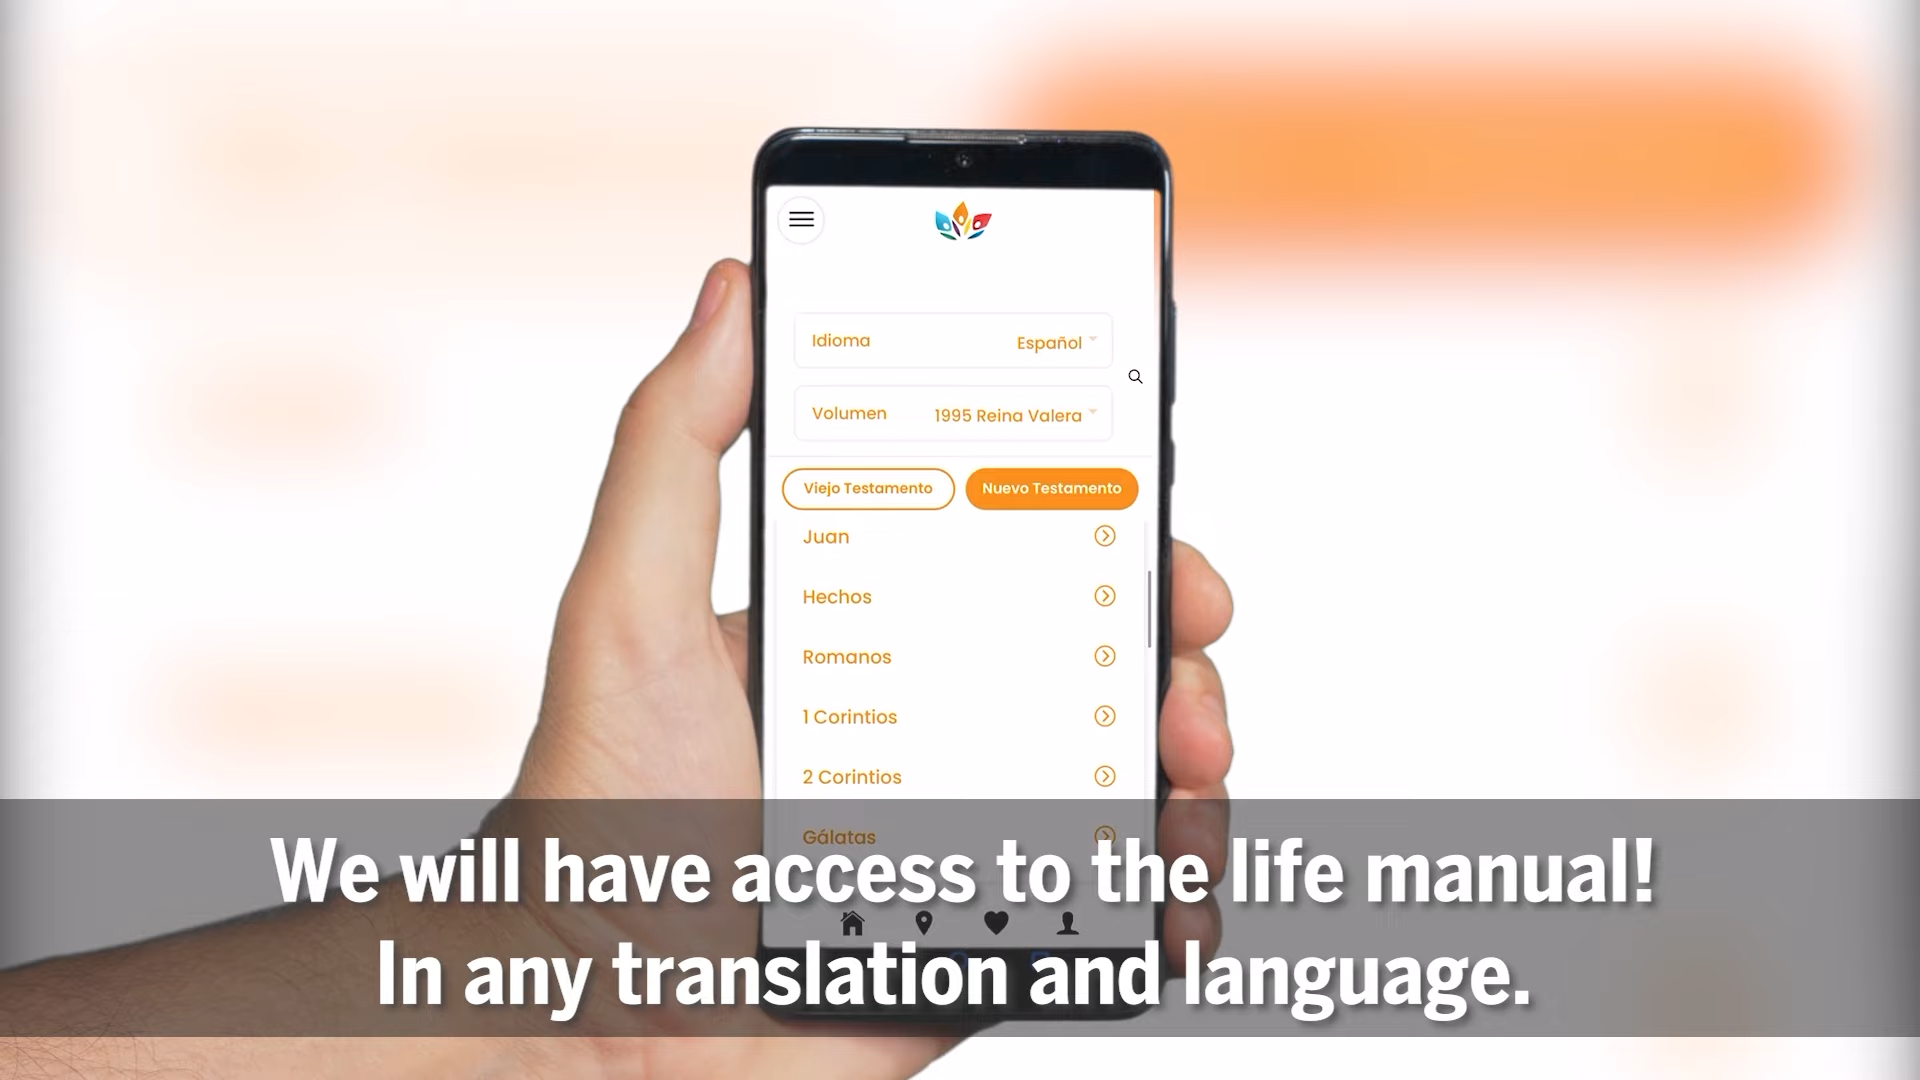 Idioma
Español
Volumen
1995 Reina Valera
Viejo Testamento
Nuevo Testamento
Juan
Hechos
Romanos
1 Corintios
2 Corintios
Gálatas
We will have access to the life manual!
In any translation and language.